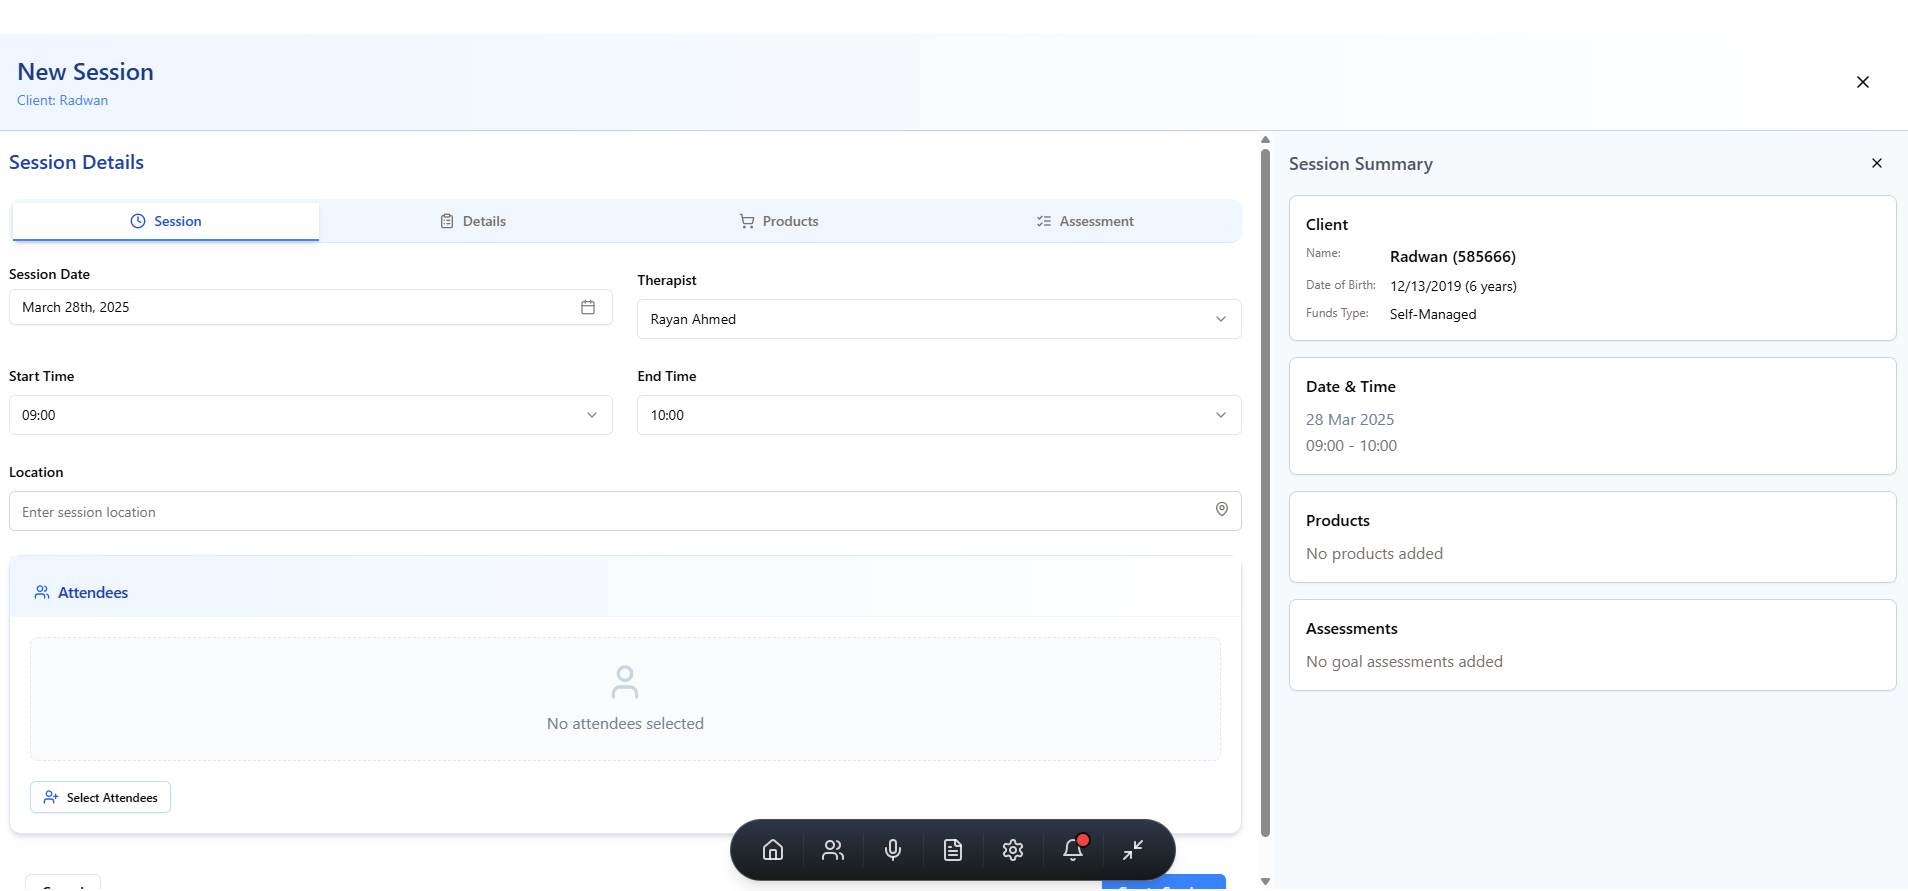 New Session
Client: Radwan
Session Details
Session
Details
Products
Assessment
Session Date
March 28th, 2025
Therapist
Rayan Ahmed
Start Time
09:00
End Time
10:00
Location
Enter session location
Attendees
No attendees selected
Select Attendees
Session Summary
Client
Name: Radwan (585666)
Date of Birth: 12/13/2019 (6 years)
Funds Type: Self-Managed
Date & Time
28 Mar 2025
09:00 - 10:00
Products
No products added
Assessments
No goal assessments added